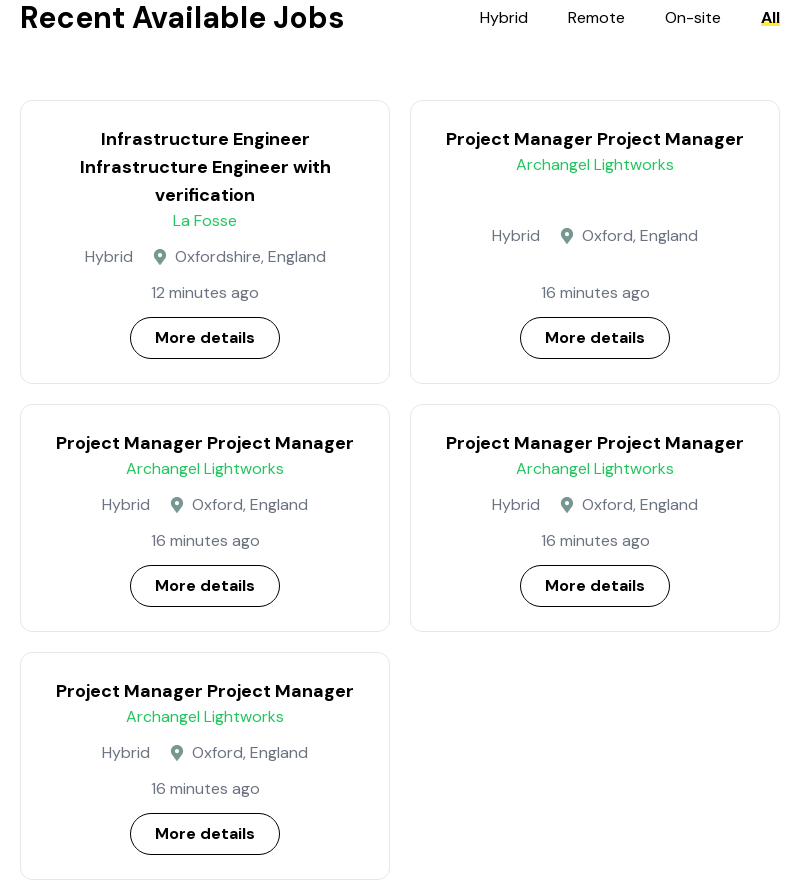 Recent Available Jobs
Hybrid Remote On-site All
Infrastructure Engineer
Infrastructure Engineer with
verification
La Fosse
Hybrid Oxfordshire, England
12 minutes ago
More details
Project Manager Project Manager
Archangel Lightworks
Hybrid Oxford, England
16 minutes ago
More details
Project Manager Project Manager
Archangel Lightworks
Hybrid Oxford, England
16 minutes ago
More details
Project Manager Project Manager
Archangel Lightworks
Hybrid Oxford, England
16 minutes ago
More details
Project Manager Project Manager
Archangel Lightworks
Hybrid Oxford, England
16 minutes ago
More details